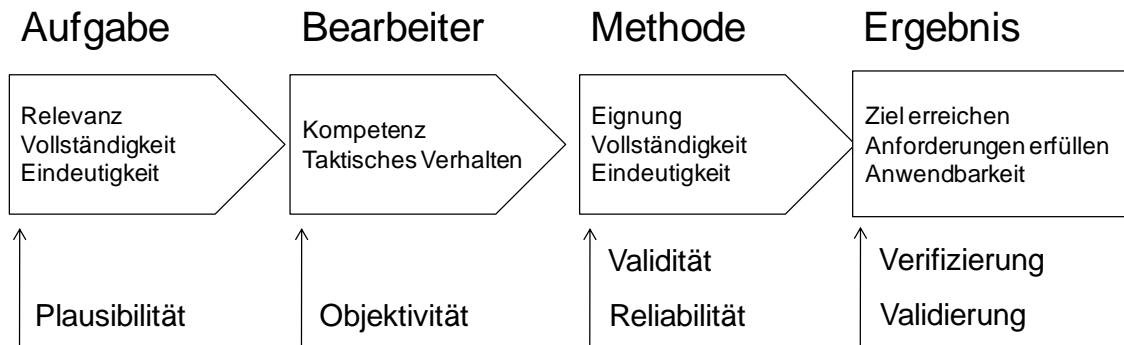 Aufgabe
Bearbeiter
Methode
Ergebnis
Relevanz
Vollständigkeit
Eindeutigkeit
Kompetenz
Taktisches Verhalten
Eignung
Vollständigkeit
Eindeutigkeit
Ziel erreichen
Anforderungen erfüllen
Anwendbarkeit
Plausibilität
Objektivität
Validität
Reliabilität
Verifizierung
Validierung